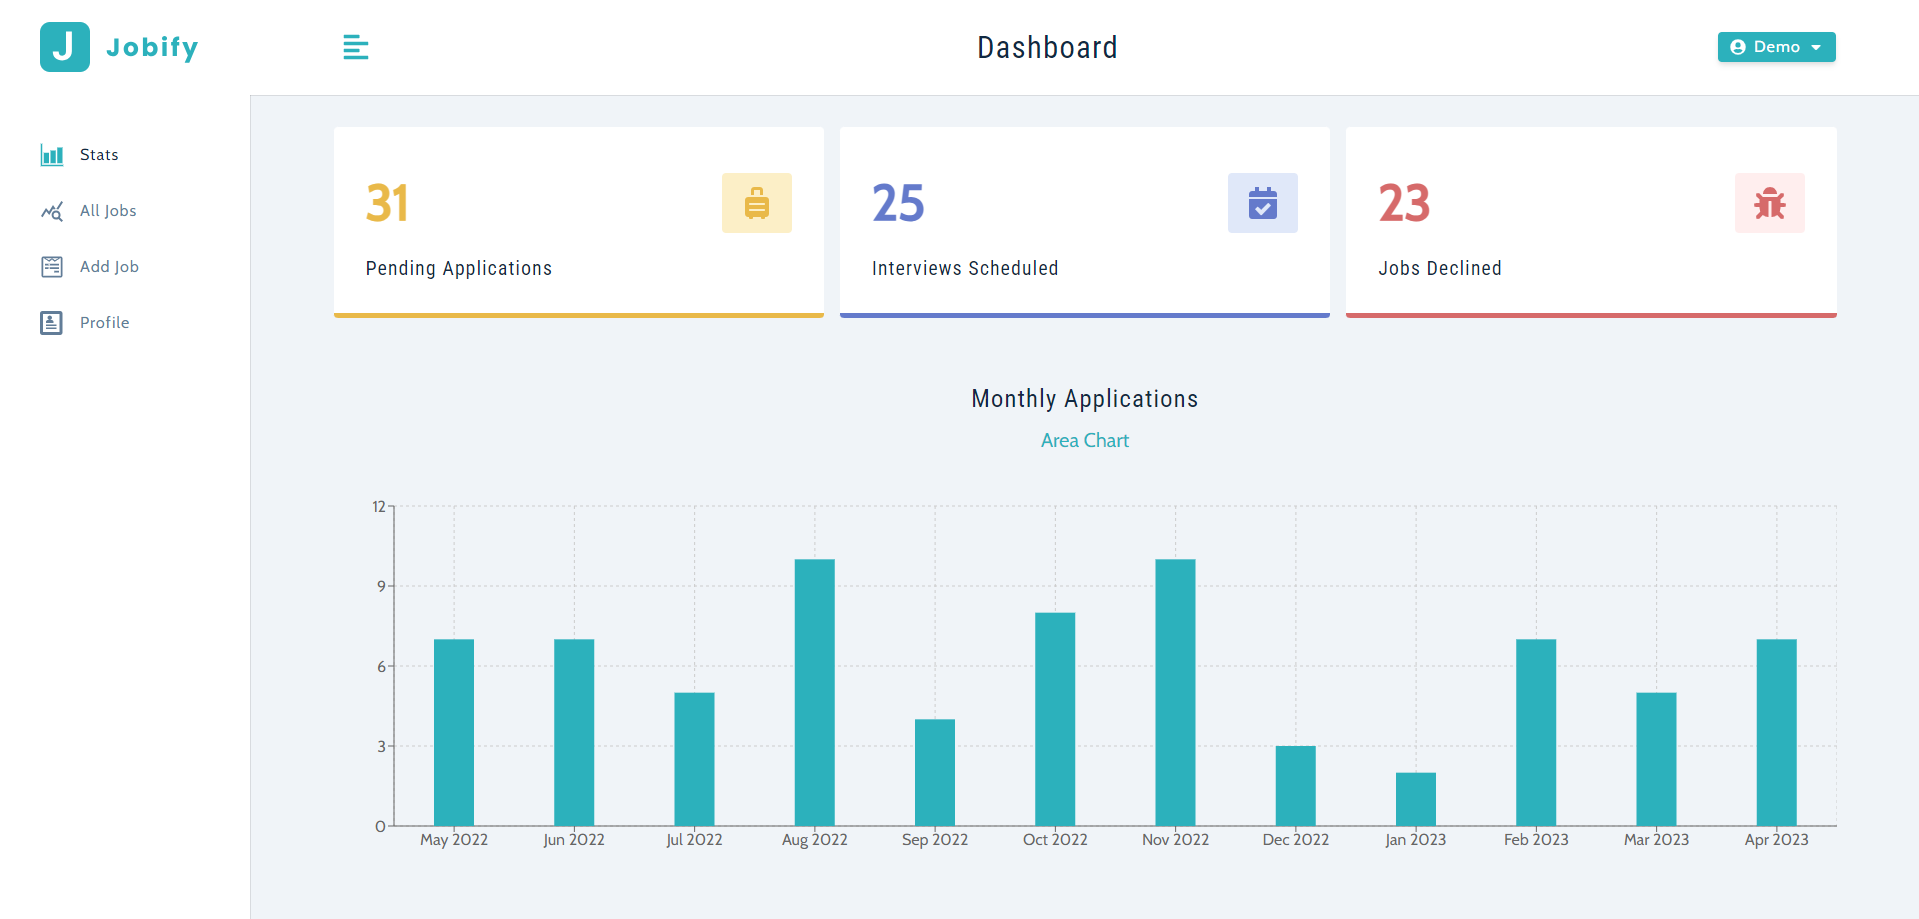 J Jobify
Dashboard
Demo
Stats
All Jobs
Add Job
Profile
31
Pending Applications
25
Interviews Scheduled
23
Jobs Declined
Monthly Applications
Area Chart
12
9
6
3
0
May 2022 Jun 2022 Jul 2022 Aug 2022 Sep 2022 Oct 2022 Nov 2022 Dec 2022 Jan 2023 Feb 2023 Mar 2023 Apr 2023